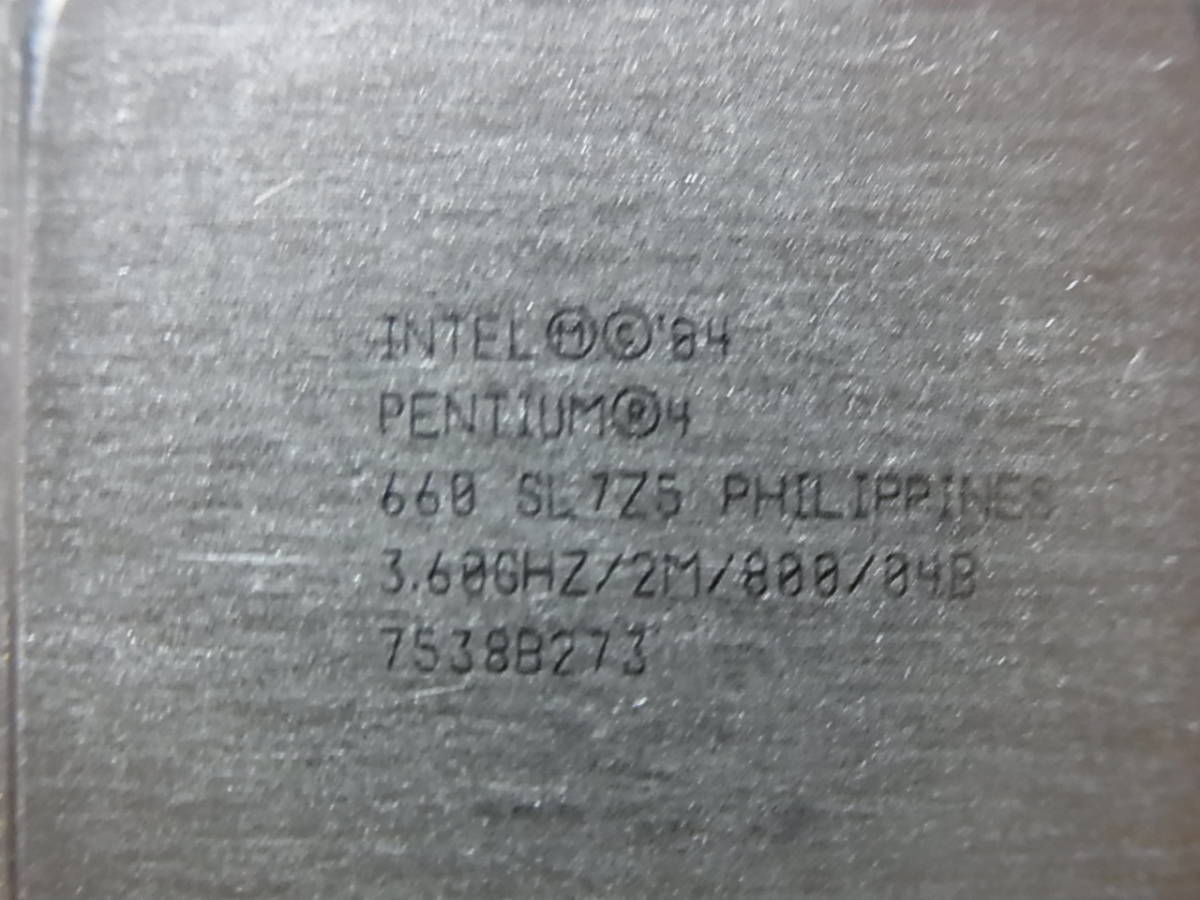 INTEL Ⓜ©'04
PENTIUM®4
660 SL7Z5 PHILIPPINES
3.60GHZ/2M/800/04B
7538B273